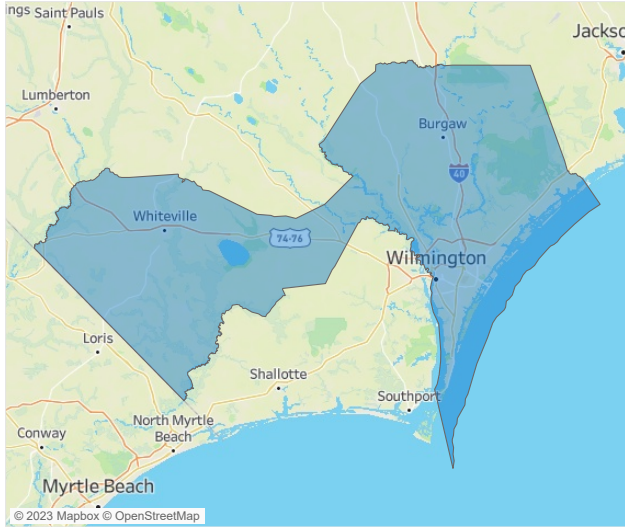 ngs
Saint Pauls
Jackso
Lumberton
Burgaw
40
Whiteville
74-76
Wilmington
Loris
Shallotte
Southport
North Myrtle
Beach
Conway
Myrtle Beach
© 2023 Mapbox © OpenStreetMap